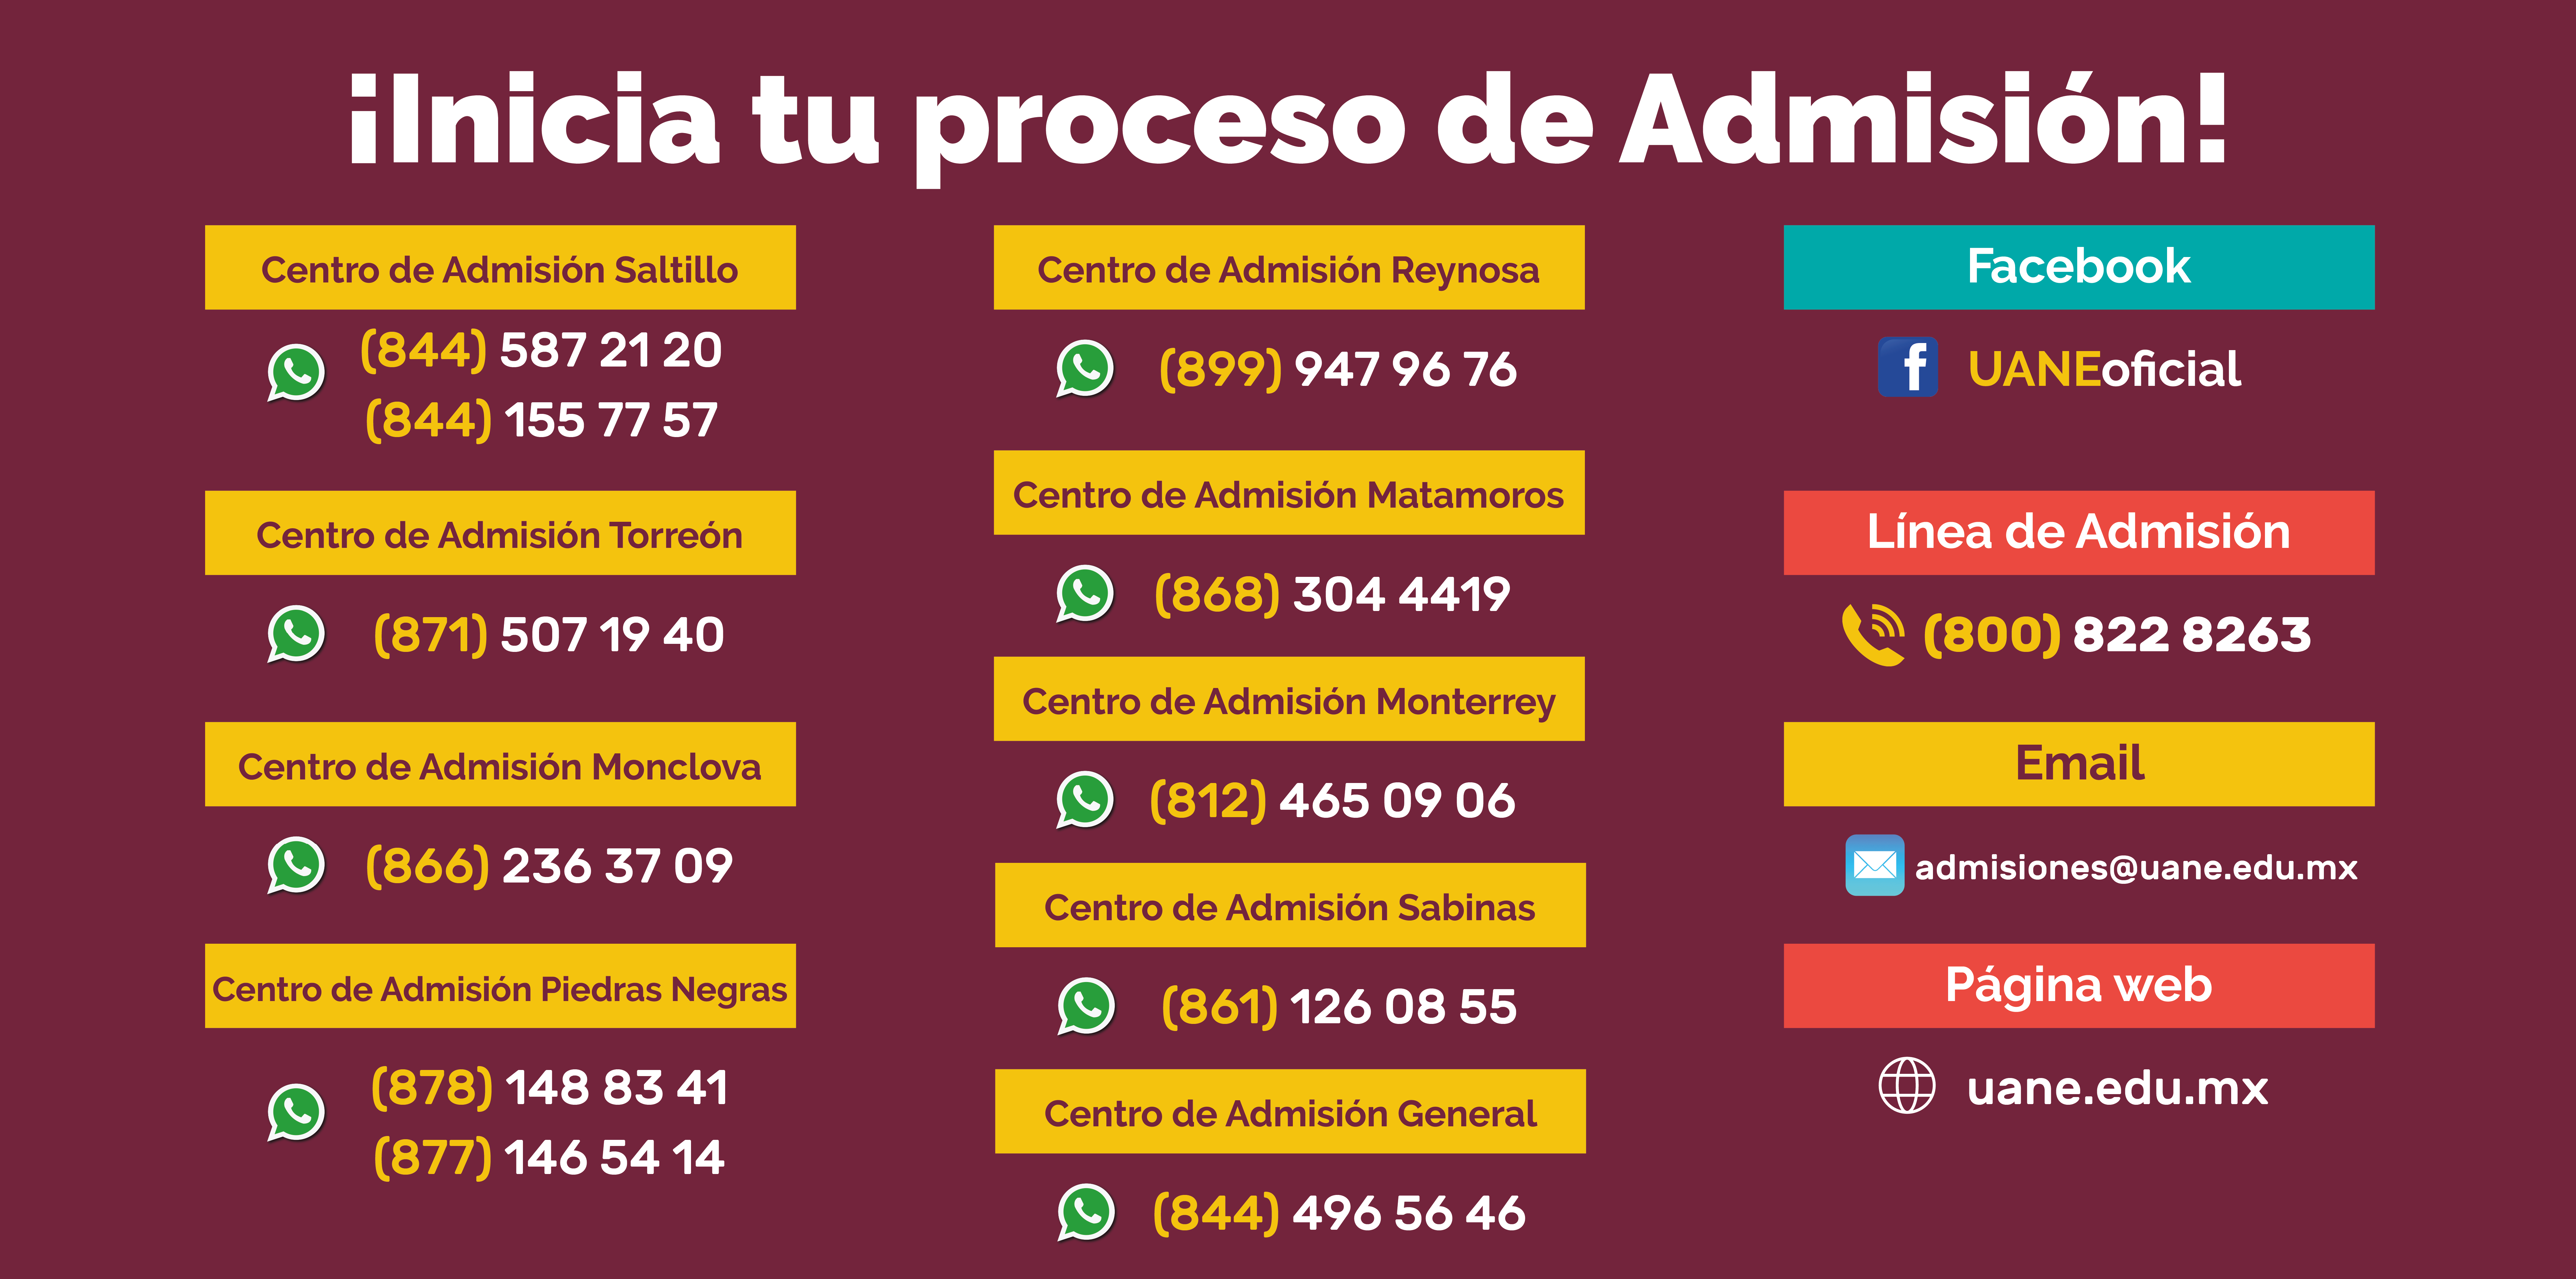 ¡Inicia tu proceso de Admisión!
Centro de Admisión Saltillo
(844) 587 21 20
(844) 155 77 57
Centro de Admisión Torreón
(871) 507 19 40
Centro de Admisión Monclova
(866) 236 37 09
Centro de Admisión Piedras Negras
(878) 148 83 41
(877) 146 54 14
Centro de Admisión Reynosa
(899) 947 96 76
Centro de Admisión Matamoros
(868) 304 4419
Centro de Admisión Monterrey
(812) 465 09 06
Centro de Admisión Sabinas
(861) 126 08 55
Centro de Admisión General
(844) 496 56 46
Facebook
UANEoficial
Línea de Admisión
(800) 822 8263
Email
admisiones@uane.edu.mx
Página web
uane.edu.mx